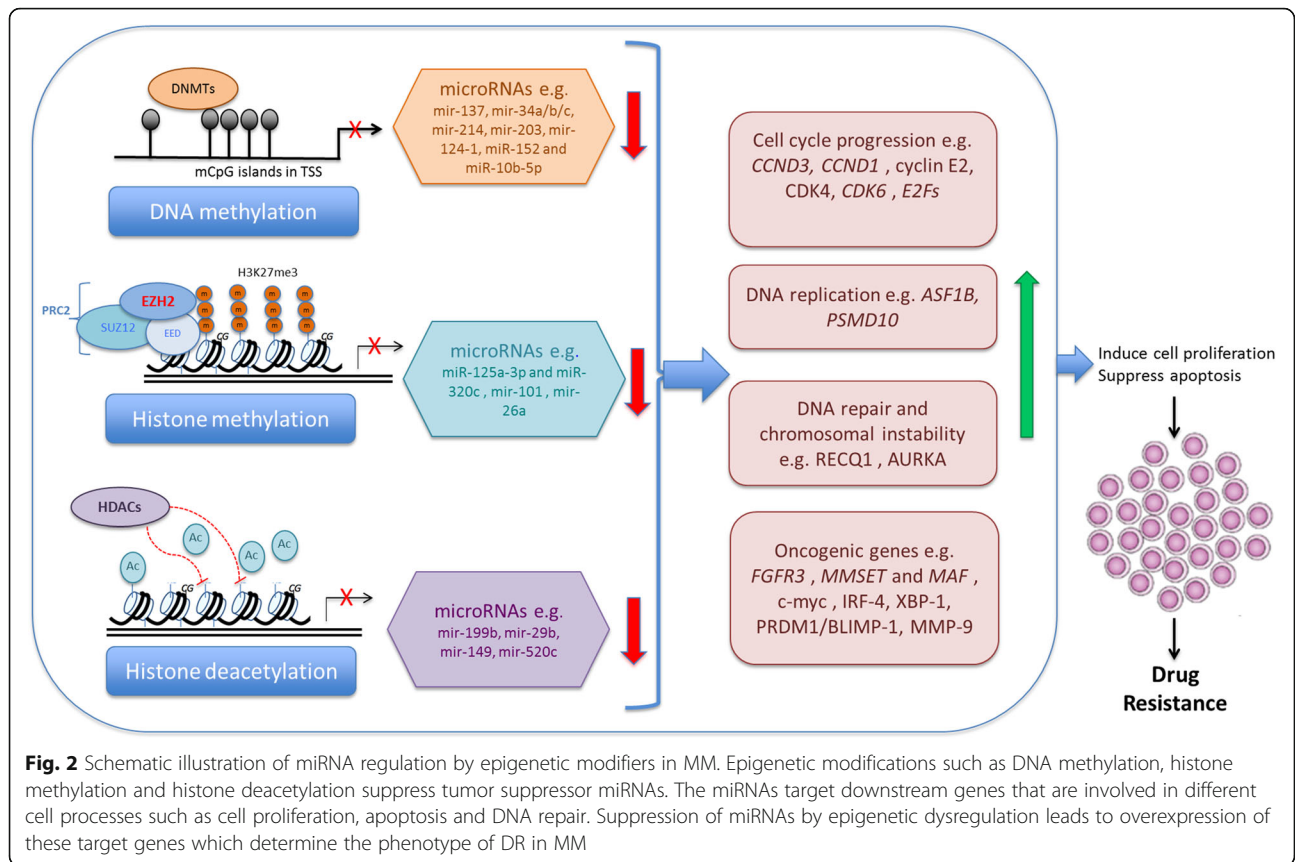 DNMTs
mCpG islands in TSS
X
DNA methylation
microRNAs e.g.
mir-137, mir-34a/b/c,
mir-214, mir-203, mir-
124-1, miR-152 and
miR-10b-5p
PRC2
EZH2
SUZ12
EED
H3K27me3
m m m m
m m m m
m m m m
CG CG
X
Histone methylation
microRNAs e.g.
miR-125a-3p and miR-
320c , mir-101 , mir-
26a
HDACs
Ac Ac Ac Ac
CG CG
X
Histone deacetylation
microRNAs e.g.
mir-199b, mir-29b,
mir-149, mir-520c
Cell cycle progression e.g.
CCND3, CCND1 , cyclin E2,
CDK4, CDK6 , E2Fs
DNA replication e.g. ASF1B,
PSMD10
DNA repair and
chromosomal instability
e.g. RECQ1 , AURKA
Oncogenic genes e.g.
FGFR3 , MMSET and MAF ,
c-myc , IRF-4, XBP-1,
PRDM1/BLIMP-1, MMP-9
Induce cell proliferation
Suppress apoptosis
Drug
Resistance
Fig. 2 Schematic illustration of miRNA regulation by epigenetic modifiers in MM. Epigenetic modifications such as DNA methylation, histone
methylation and histone deacetylation suppress tumor suppressor miRNAs. The miRNAs target downstream genes that are involved in different
cell processes such as cell proliferation, apoptosis and DNA repair. Suppression of miRNAs by epigenetic dysregulation leads to overexpression of
these target genes which determine the phenotype of DR in MM